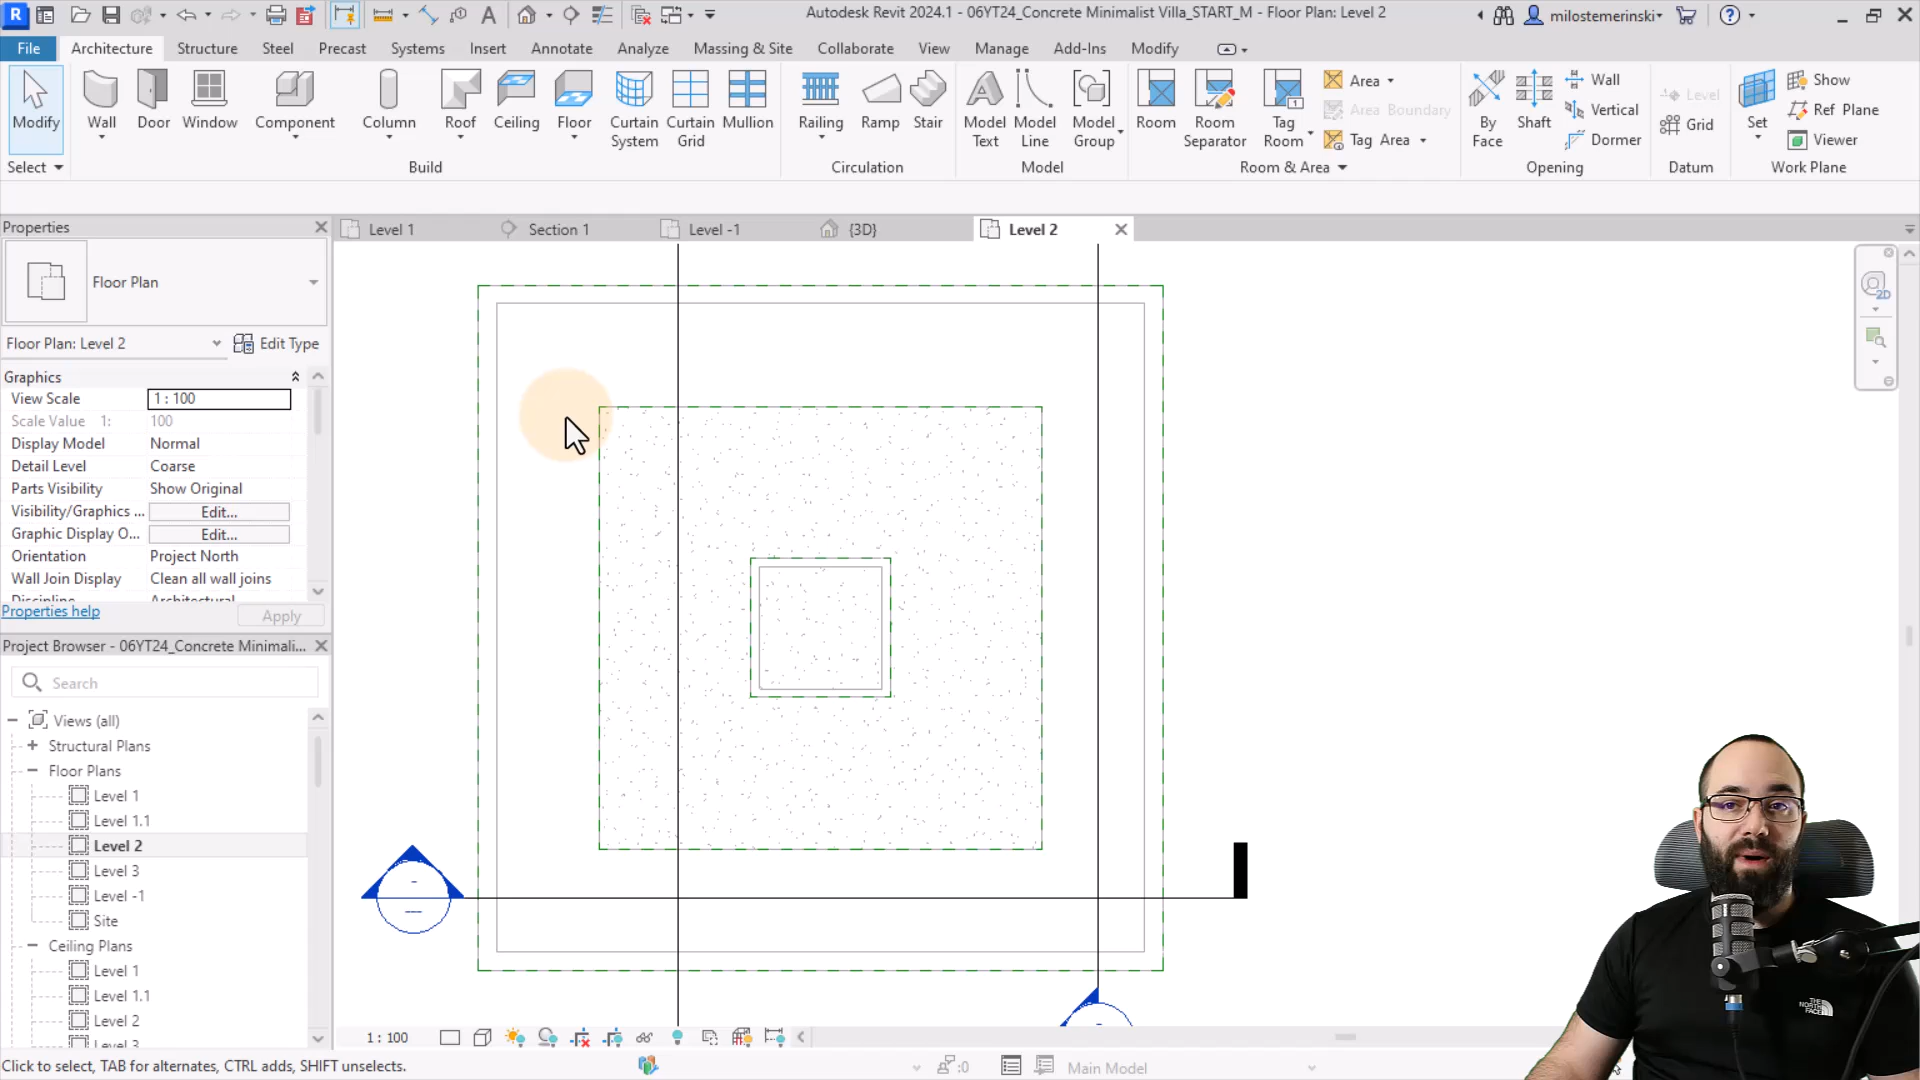 Autodesk Revit 2024.1 - 06YT24_Concrete Minimalist Villa_START_M - Floor Plan: Level 2
milostemerinski
File Architecture Structure Steel Precast Systems Insert Annotate Analyze Massing & Site Collaborate View Manage Add-Ins Modify
Modify Wall Door Window Component Column Roof Ceiling Floor Curtain System Curtain Grid Mullion Railing Ramp Stair Model Text Model Line Model Group Room Room Separator Tag Room
Area
Area Boundary
Tag Area
By Face Shaft
Wall
Vertical
Dormer
Level
Grid
Set
Show
Ref Plane
Viewer
Select Build Circulation Model Room & Area Opening Datum Work Plane
Properties
Level 1 Section 1 Level -1 {3D} Level 2
Floor Plan
Floor Plan: Level 2 Edit Type
Graphics
View Scale 1 : 100
Scale Value 1: 100
Display Model Normal
Detail Level Coarse
Parts Visibility Show Original
Visibility/Graphics ... Edit...
Graphic Display O... Edit...
Orientation Project North
Wall Join Display Clean all wall joins
Discipline Architectural
Properties help Apply
Project Browser - 06YT24_Concrete Minimali...
Search
Views (all)
Structural Plans
Floor Plans
Level 1
Level 1.1
Level 2
Level 3
Level -1
Site
Ceiling Plans
Level 1
Level 1.1
Level 2
Level 3
2D
1 : 100
Click to select, TAB for alternates, CTRL adds, SHIFT unselects.
:0
Main Model
THE NORTH FACE